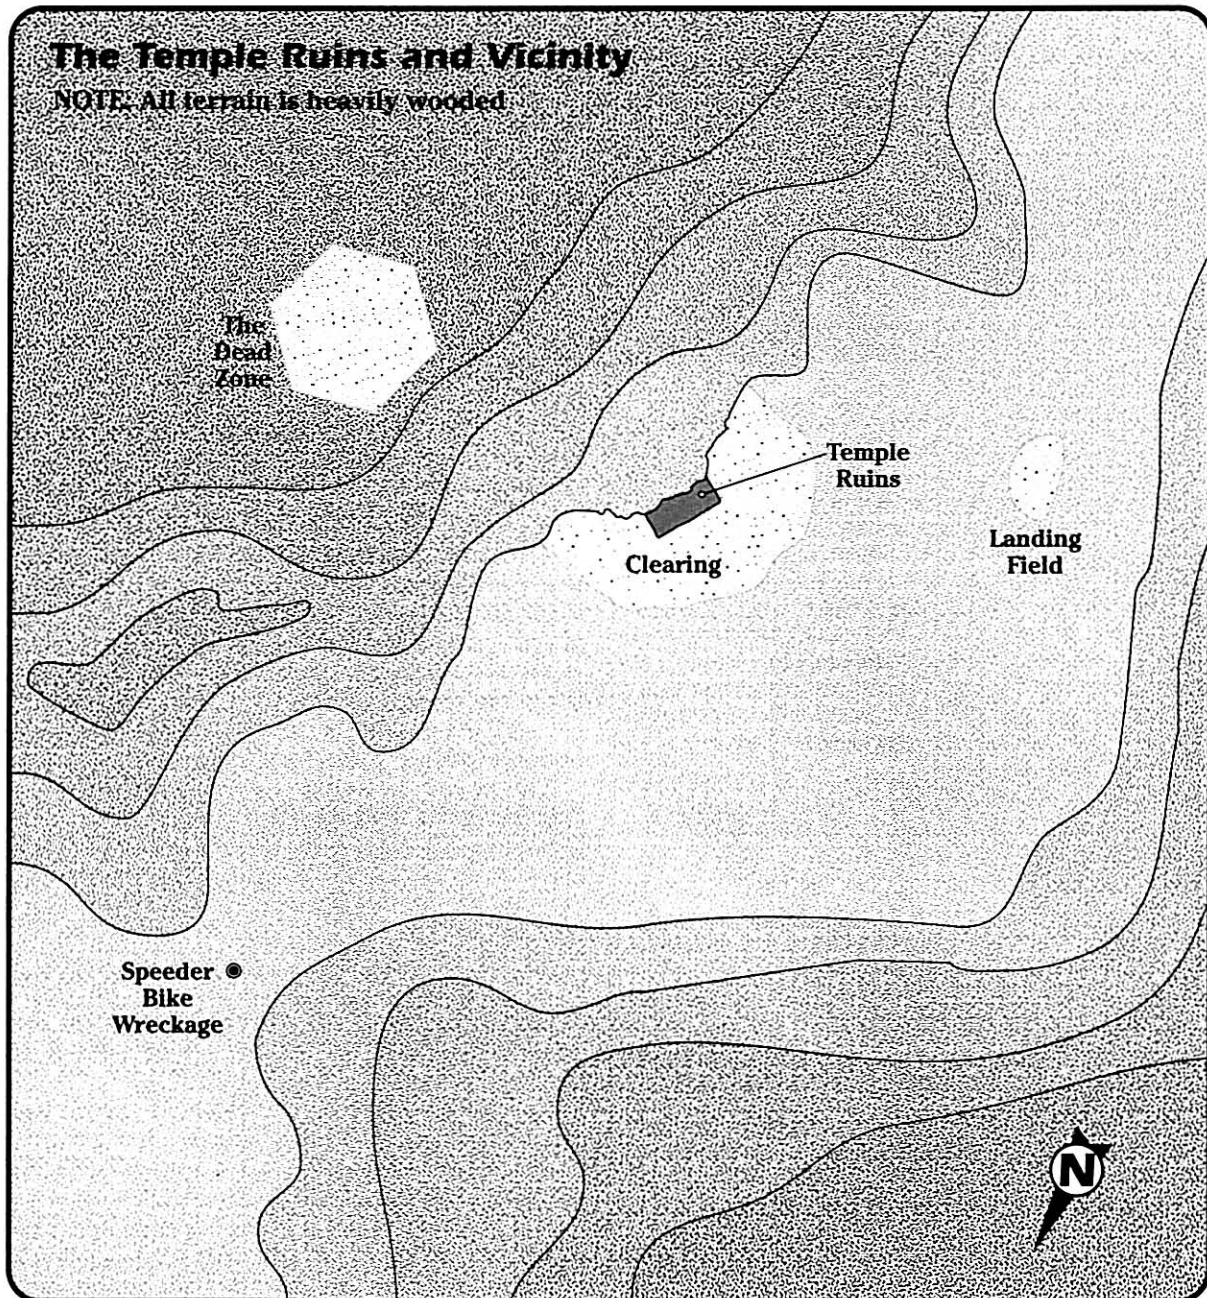 The Temple Ruins and Vicinity
NOTE: All terrain is heavily wooded
The
Dead
Zone
Temple
Ruins
Clearing
Landing
Field
Speeder
Bike
Wreckage
N